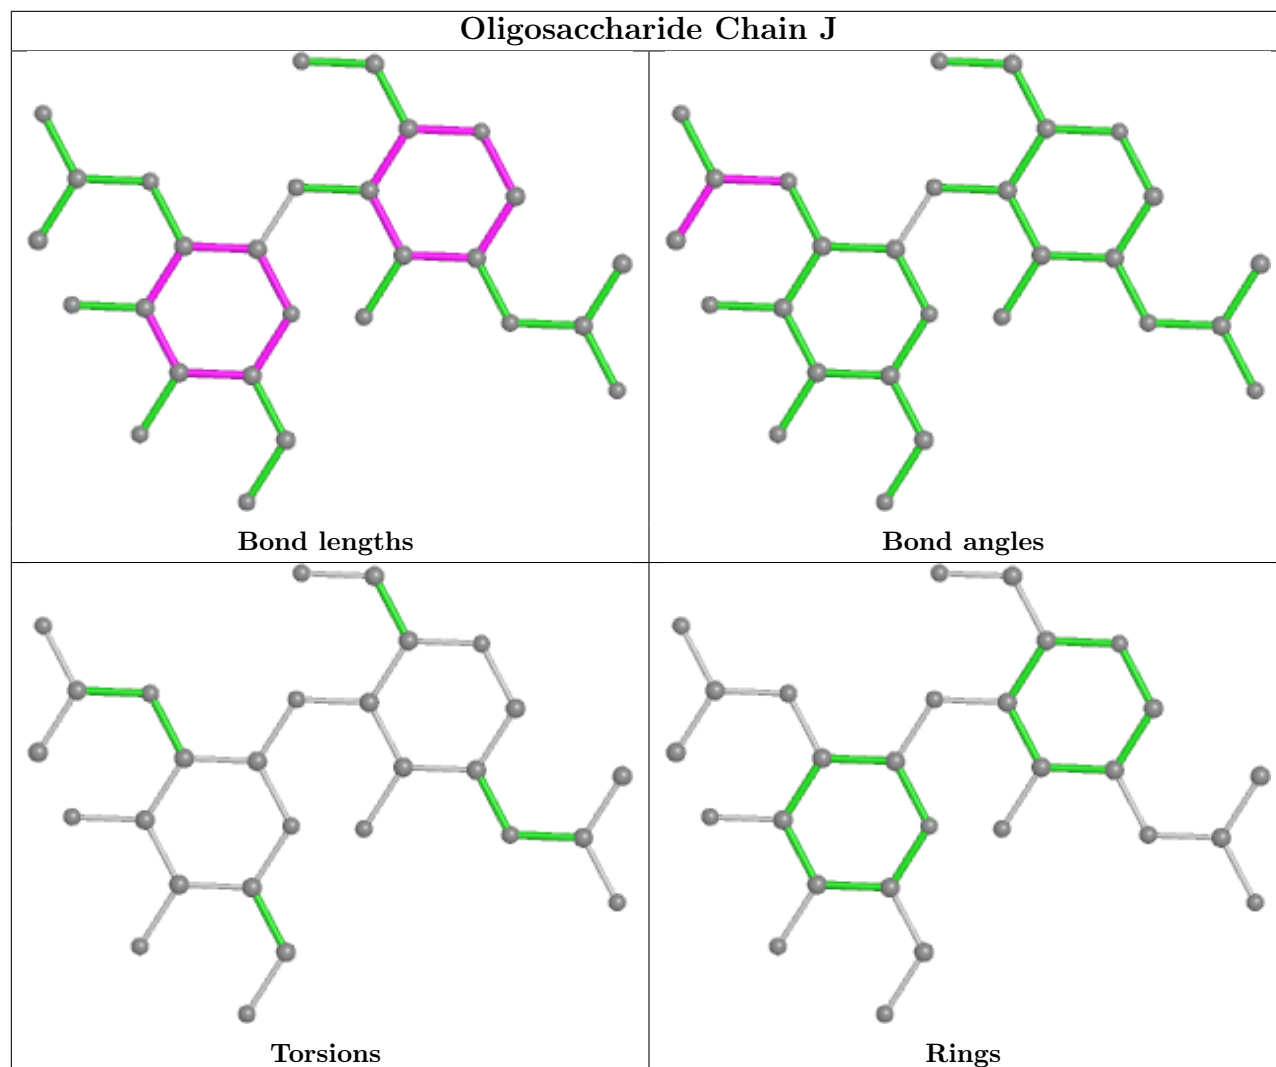 Oligosaccharide Chain J
Bond lengths
Bond angles
Torsions
Rings